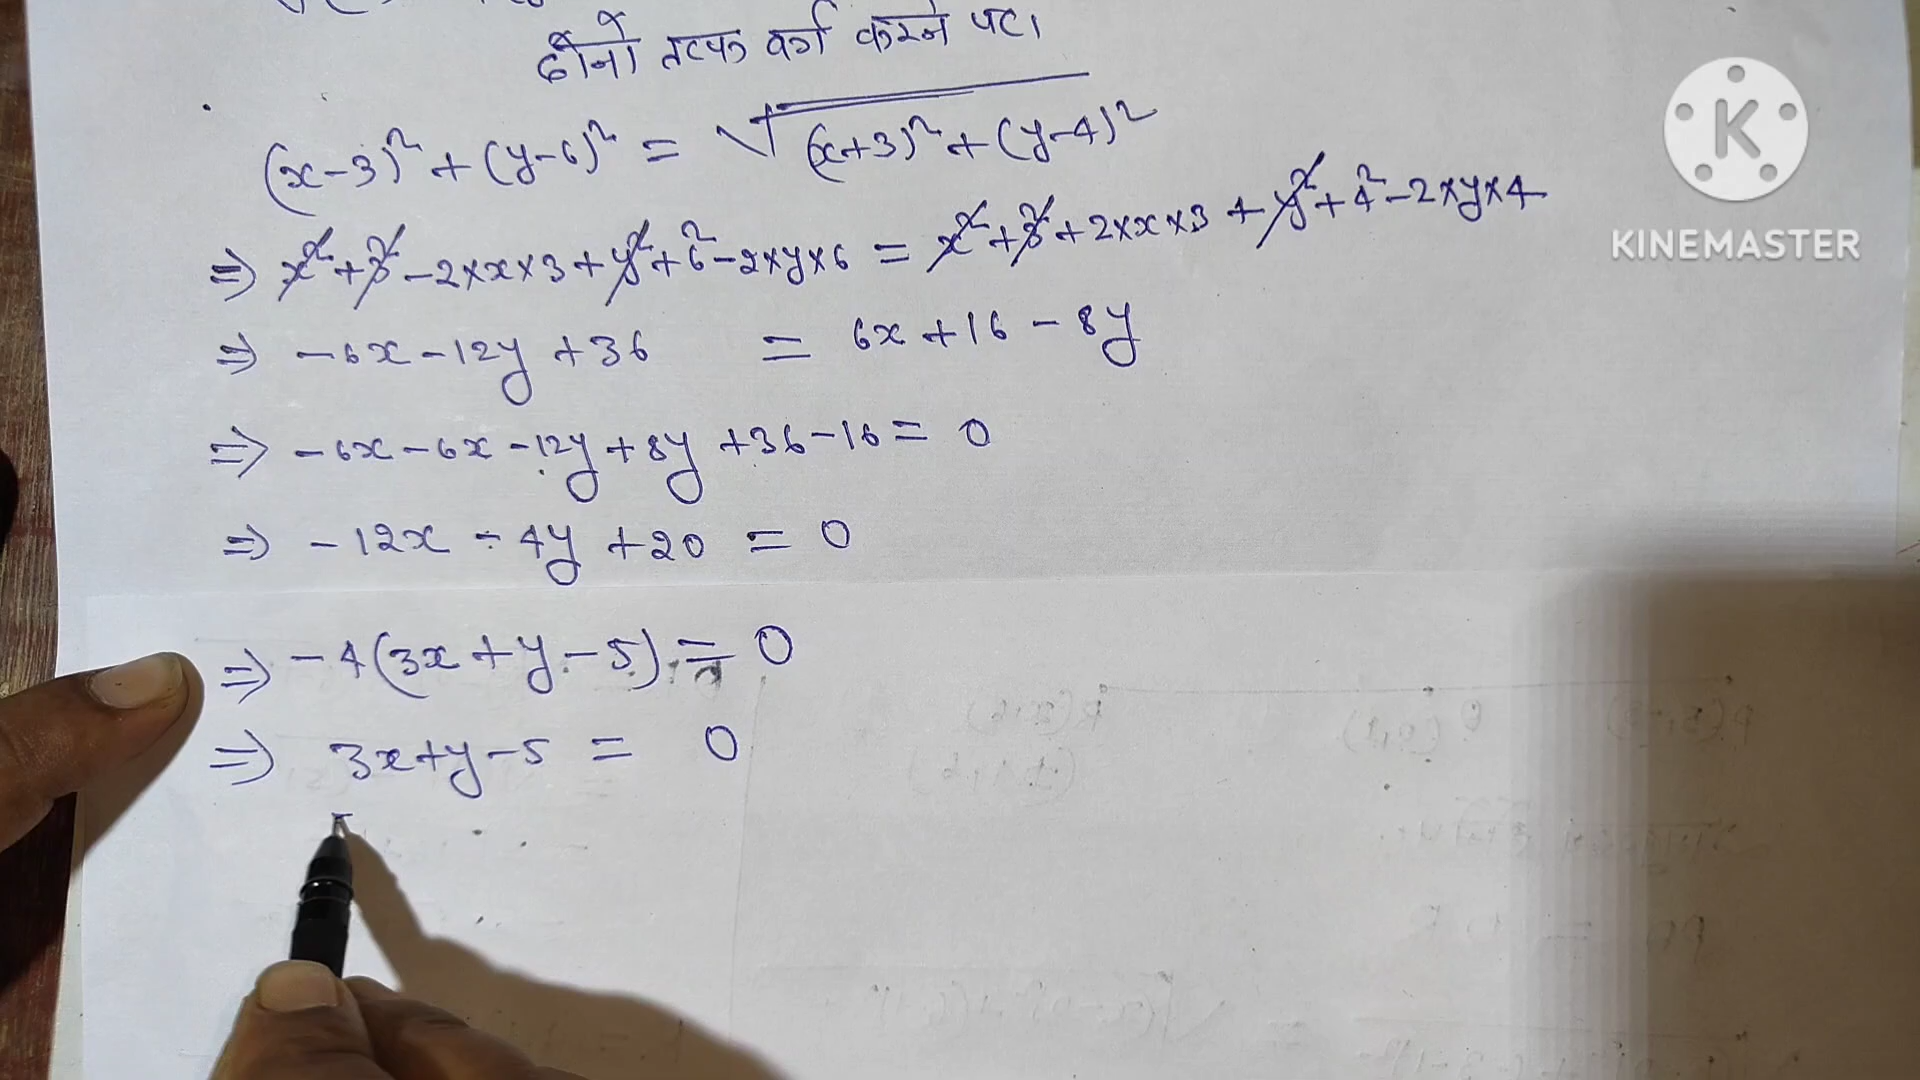 दोनों तरफ वर्ग करने पर।
(x-3)² + (y-6)² = √(x+3)² + (y-4)²
⇒ x² + 3² - 2×x×3 + y² + 6² - 2×y×6 = x² + 3² + 2×x×3 + y² + 4² - 2×y×4
⇒ -6x - 12y + 36 = 6x + 16 - 8y
⇒ -6x - 6x - 12y + 8y + 36 - 16 = 0
⇒ -12x - 4y + 20 = 0
⇒ -4(3x + y - 5) = 0
⇒ 3x + y - 5 = 0
K
KINEMASTER